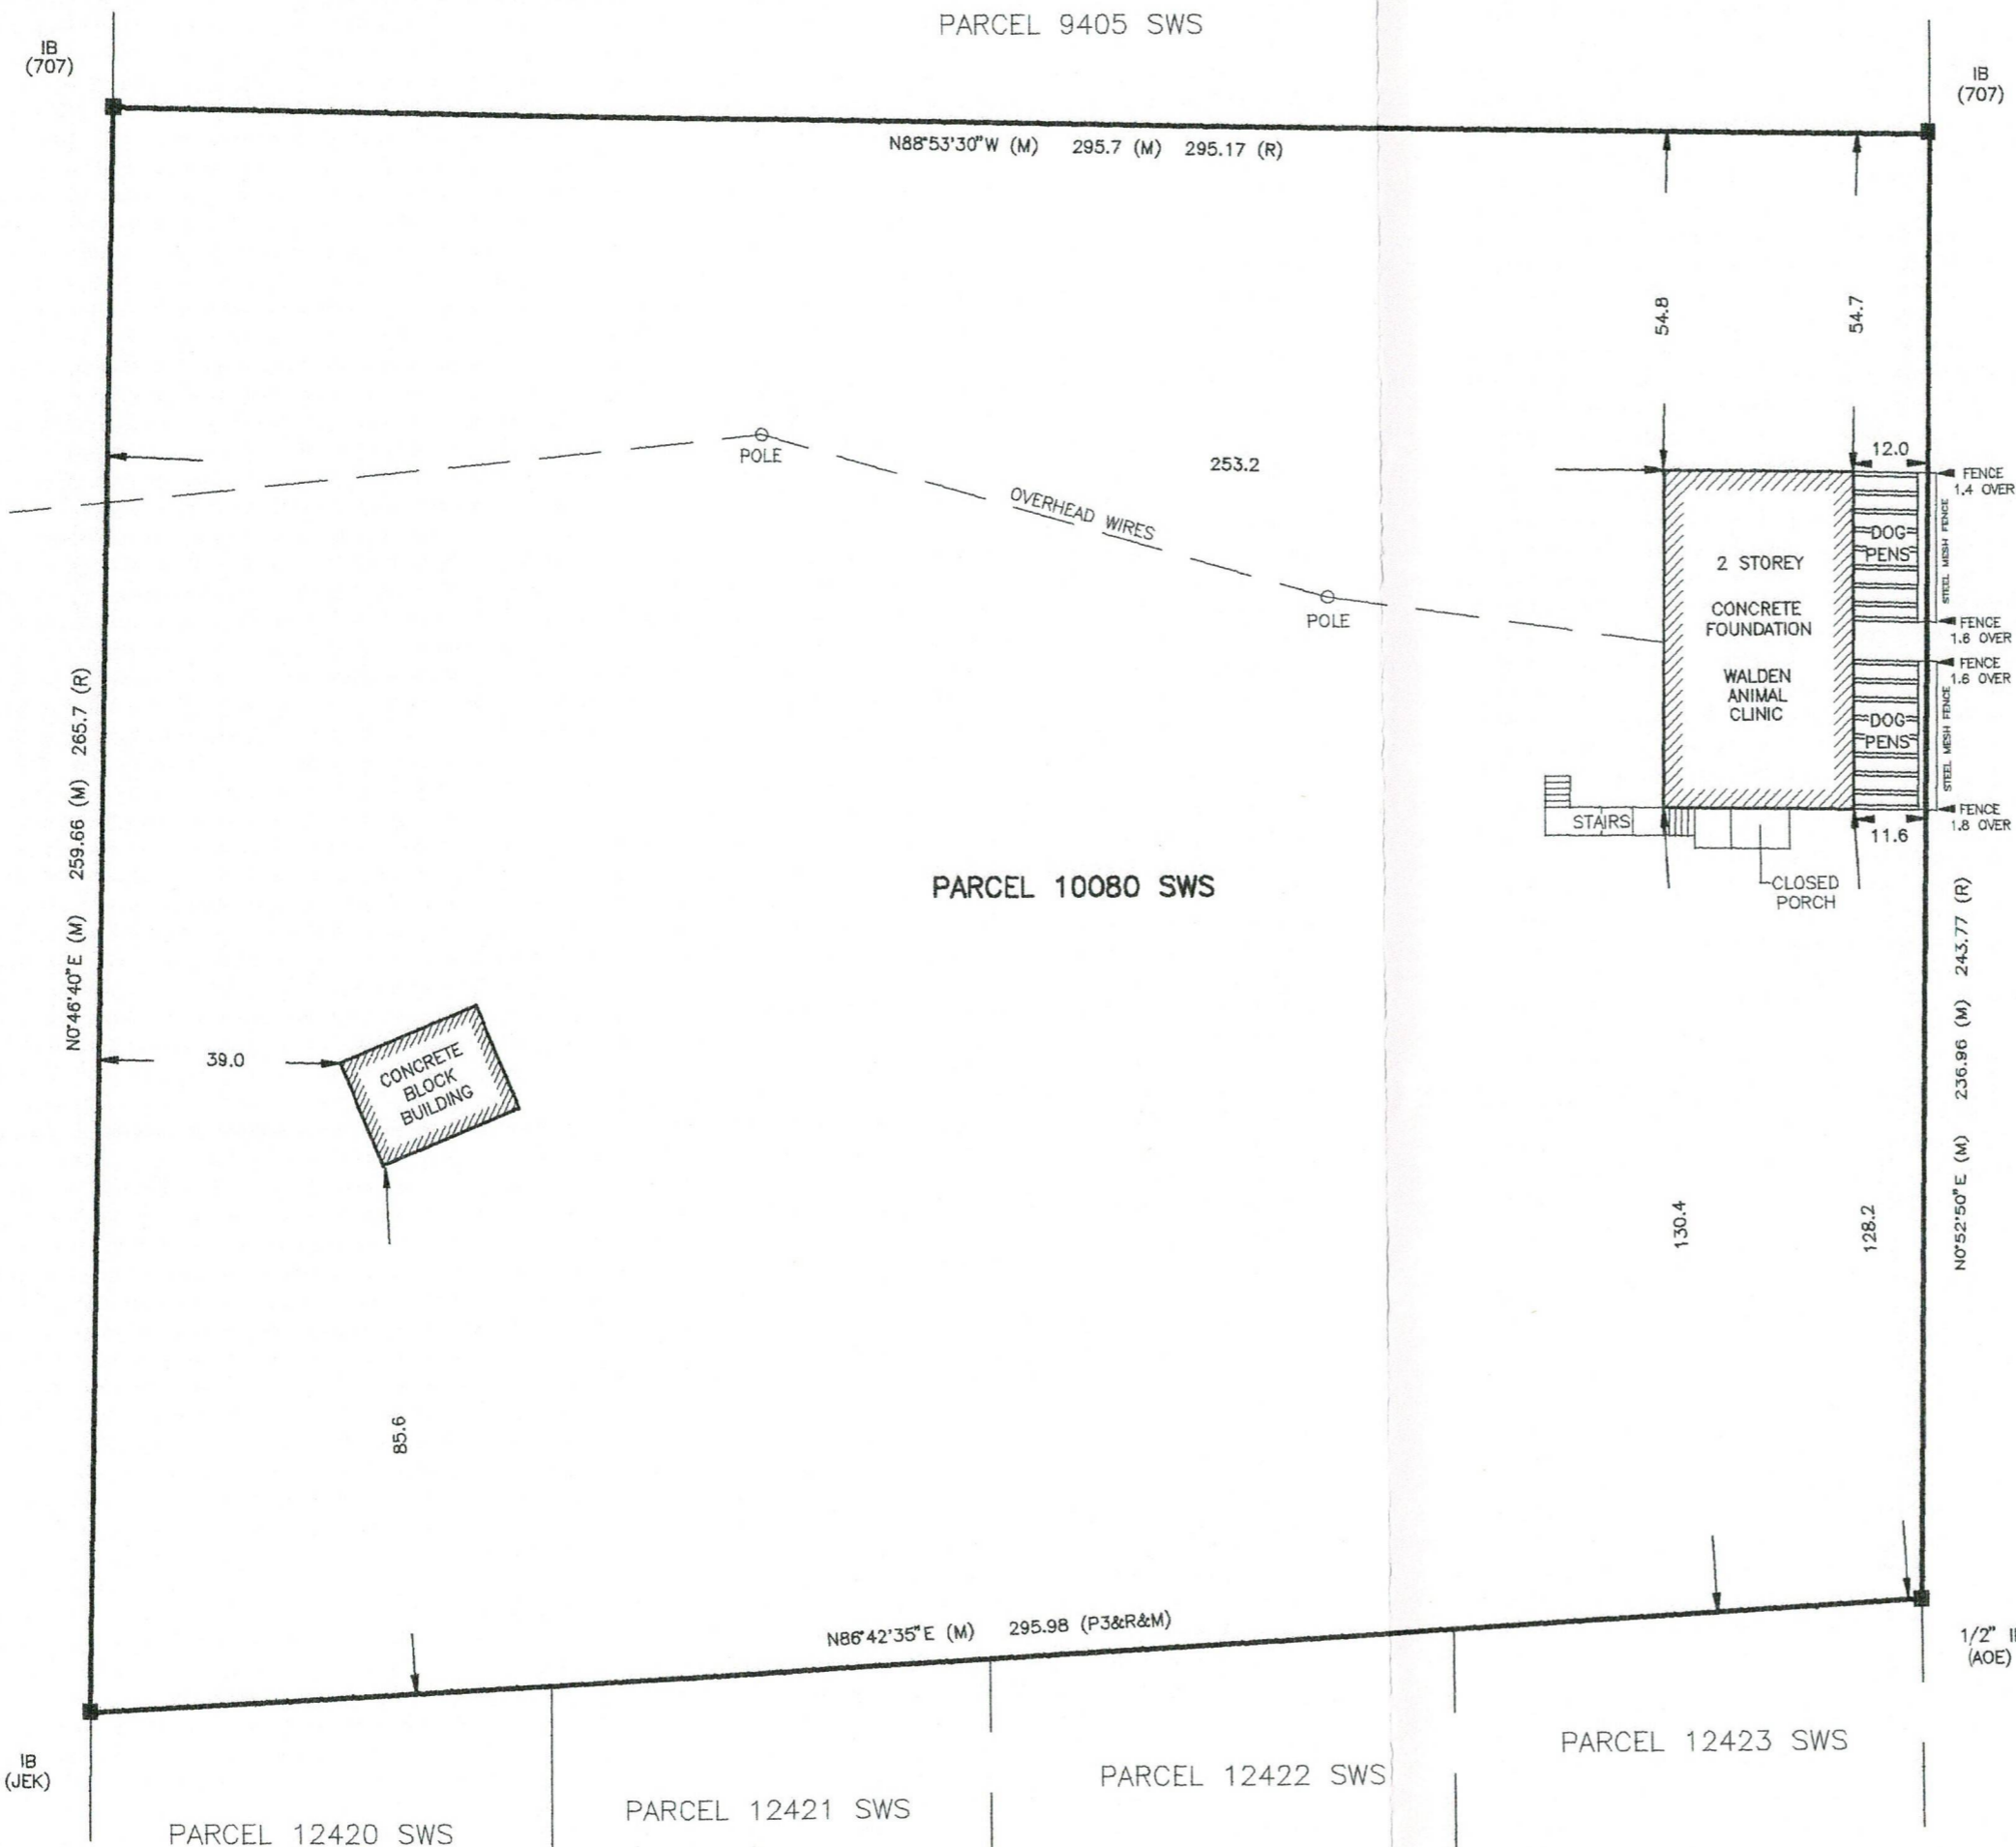 PARCEL 9405 SWS
IB
(707)
IB
(707)
N88°53'30"W (M) 295.7 (M) 295.17 (R)
54.8
54.7
POLE
253.2
OVERHEAD WIRES
POLE
12.0
FENCE
1.4 OVER
STEEL MESH FENCE
DOG
PENS
FENCE
1.6 OVER
FENCE
1.6 OVER
STEEL MESH FENCE
DOG
PENS
FENCE
1.8 OVER
11.6
2 STOREY
CONCRETE
FOUNDATION
WALDEN
ANIMAL
CLINIC
STAIRS
CLOSED
PORCH
N0°46'40"E (M) 259.66 (M) 265.7 (R)
PARCEL 10080 SWS
N0°52'50"E (M) 236.96 (M) 243.77 (R)
39.0
CONCRETE
BLOCK
BUILDING
130.4
128.2
85.6
N86°42'35"E (M) 295.98 (P3&R&M)
1/2"
(AOE)
IB
(JEK)
PARCEL 12420 SWS
PARCEL 12421 SWS
PARCEL 12422 SWS
PARCEL 12423 SWS